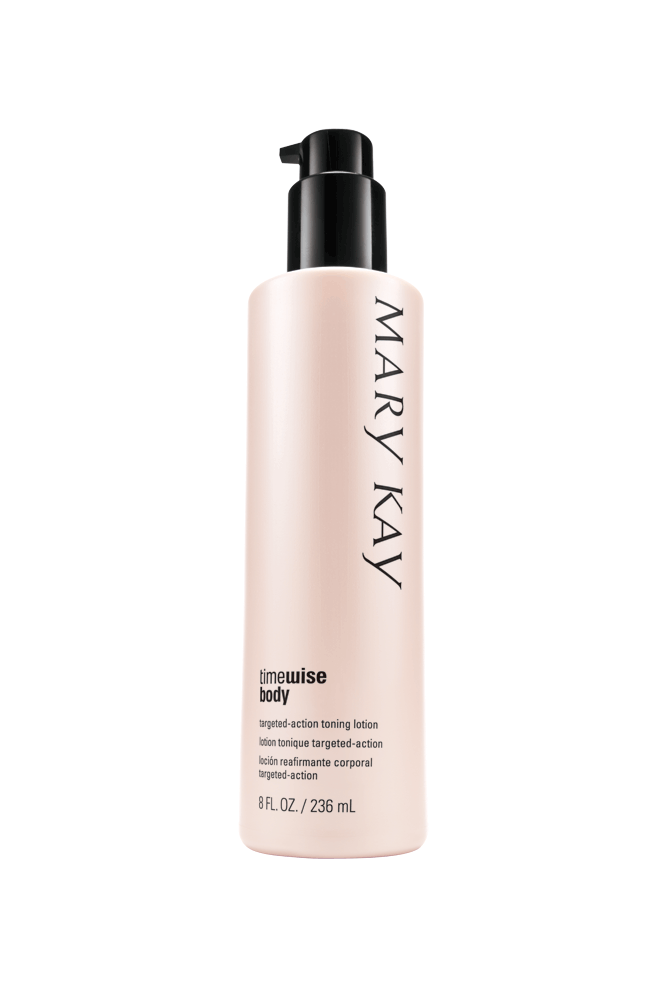 MARY KAY
timewise
body
targeted-action toning lotion
lotion tonique targeted-action
loción reafirmante corporal
targeted-action
8 FL. OZ. / 236 mL